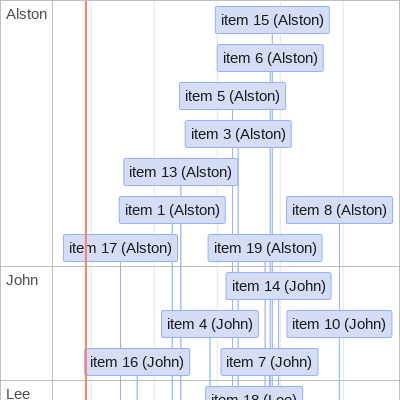 Alston
item 15 (Alston)
item 6 (Alston)
item 5 (Alston)
item 3 (Alston)
item 13 (Alston)
item 1 (Alston)
item 8 (Alston)
item 17 (Alston)
item 19 (Alston)
John
item 14 (John)
item 4 (John)
item 10 (John)
item 16 (John)
item 7 (John)
Lee
item 18 (Lee)